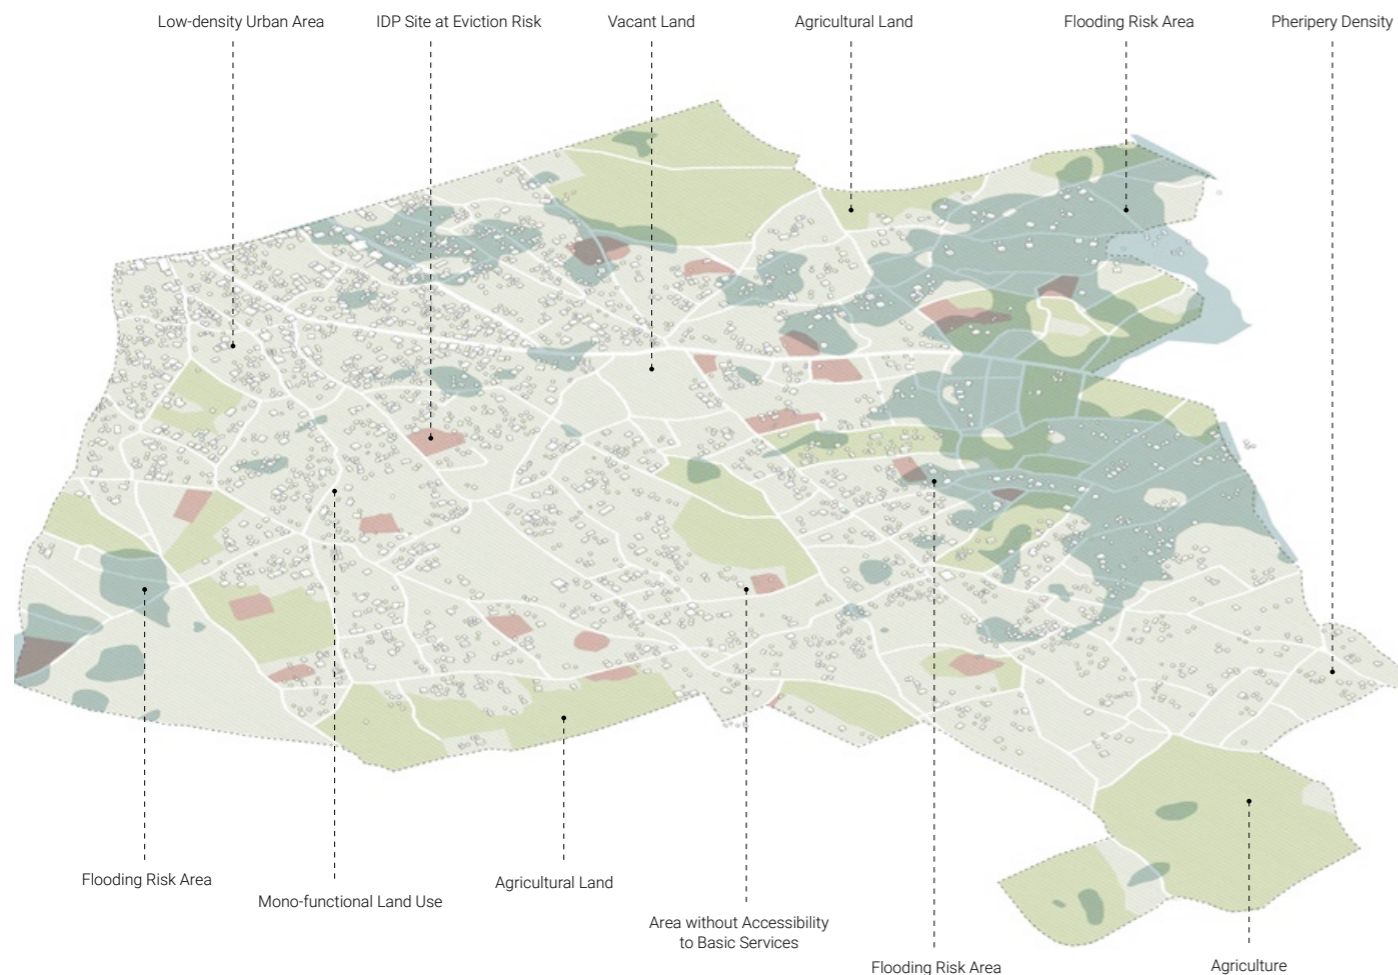 Low-density Urban Area
IDP Site at Eviction Risk
Vacant Land
Agricultural Land
Flooding Risk Area
Pheripery Density
Flooding Risk Area
Mono-functional Land Use
Agricultural Land
Area without Accessibility
to Basic Services
Flooding Risk Area
Agriculture